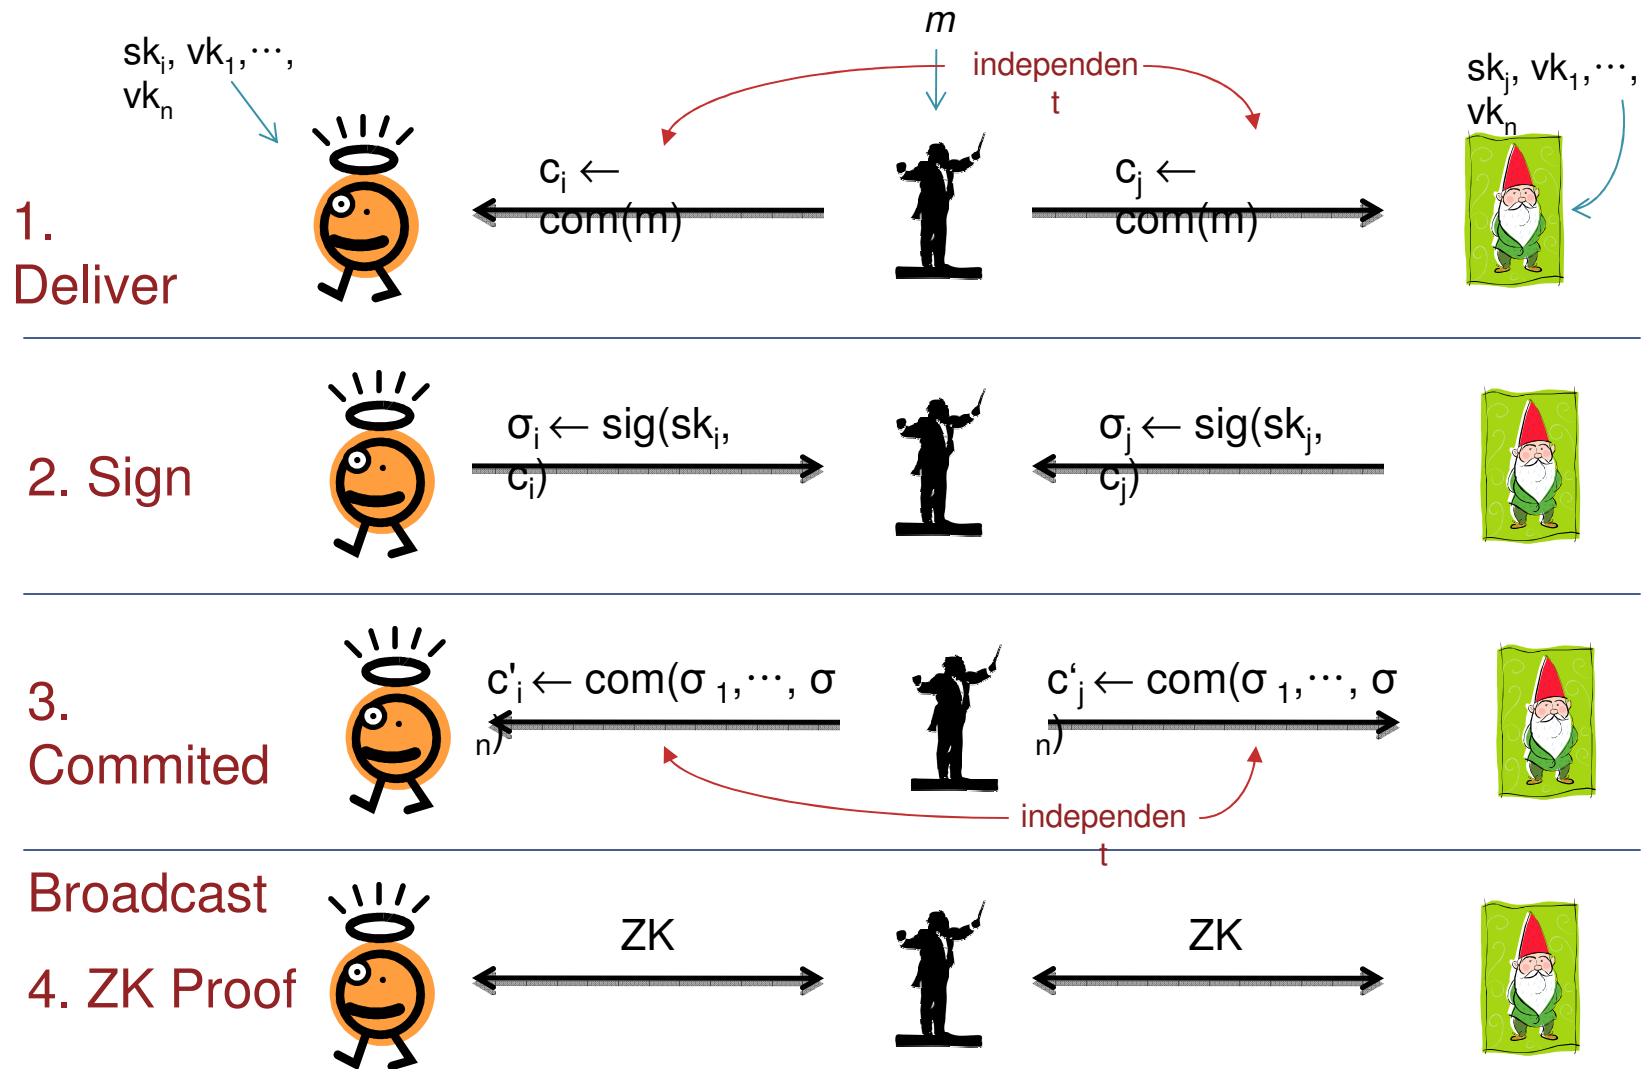 m
sk_i, vk_1,⋯,
vk_n
independen
t
sk_j, vk_1,⋯,
vk_n
c_i ←
com(m)
c_j ←
com(m)
1.
Deliver
σ_i ← sig(sk_i,
c_i)
σ_j ← sig(sk_j,
c_j)
2. Sign
c'_i ← com(σ_1,⋯, σ
_n)
c‘_j ← com(σ_1,⋯, σ
_n)
3.
Commited
independen
t
Broadcast
ZK
ZK
4. ZK Proof